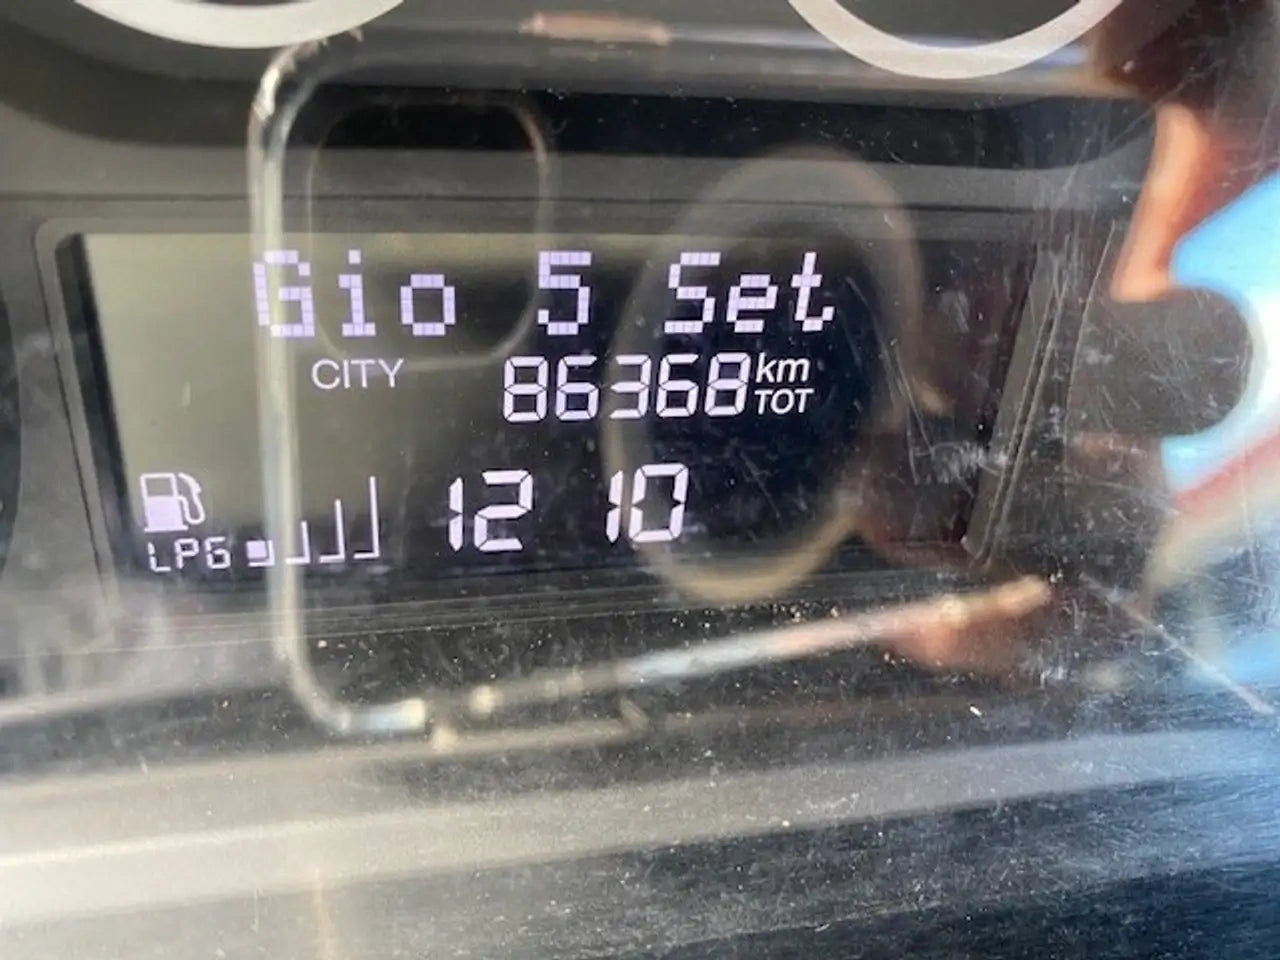 Gio 5 Set
CITY 86368 km TOT
LPG 12 10